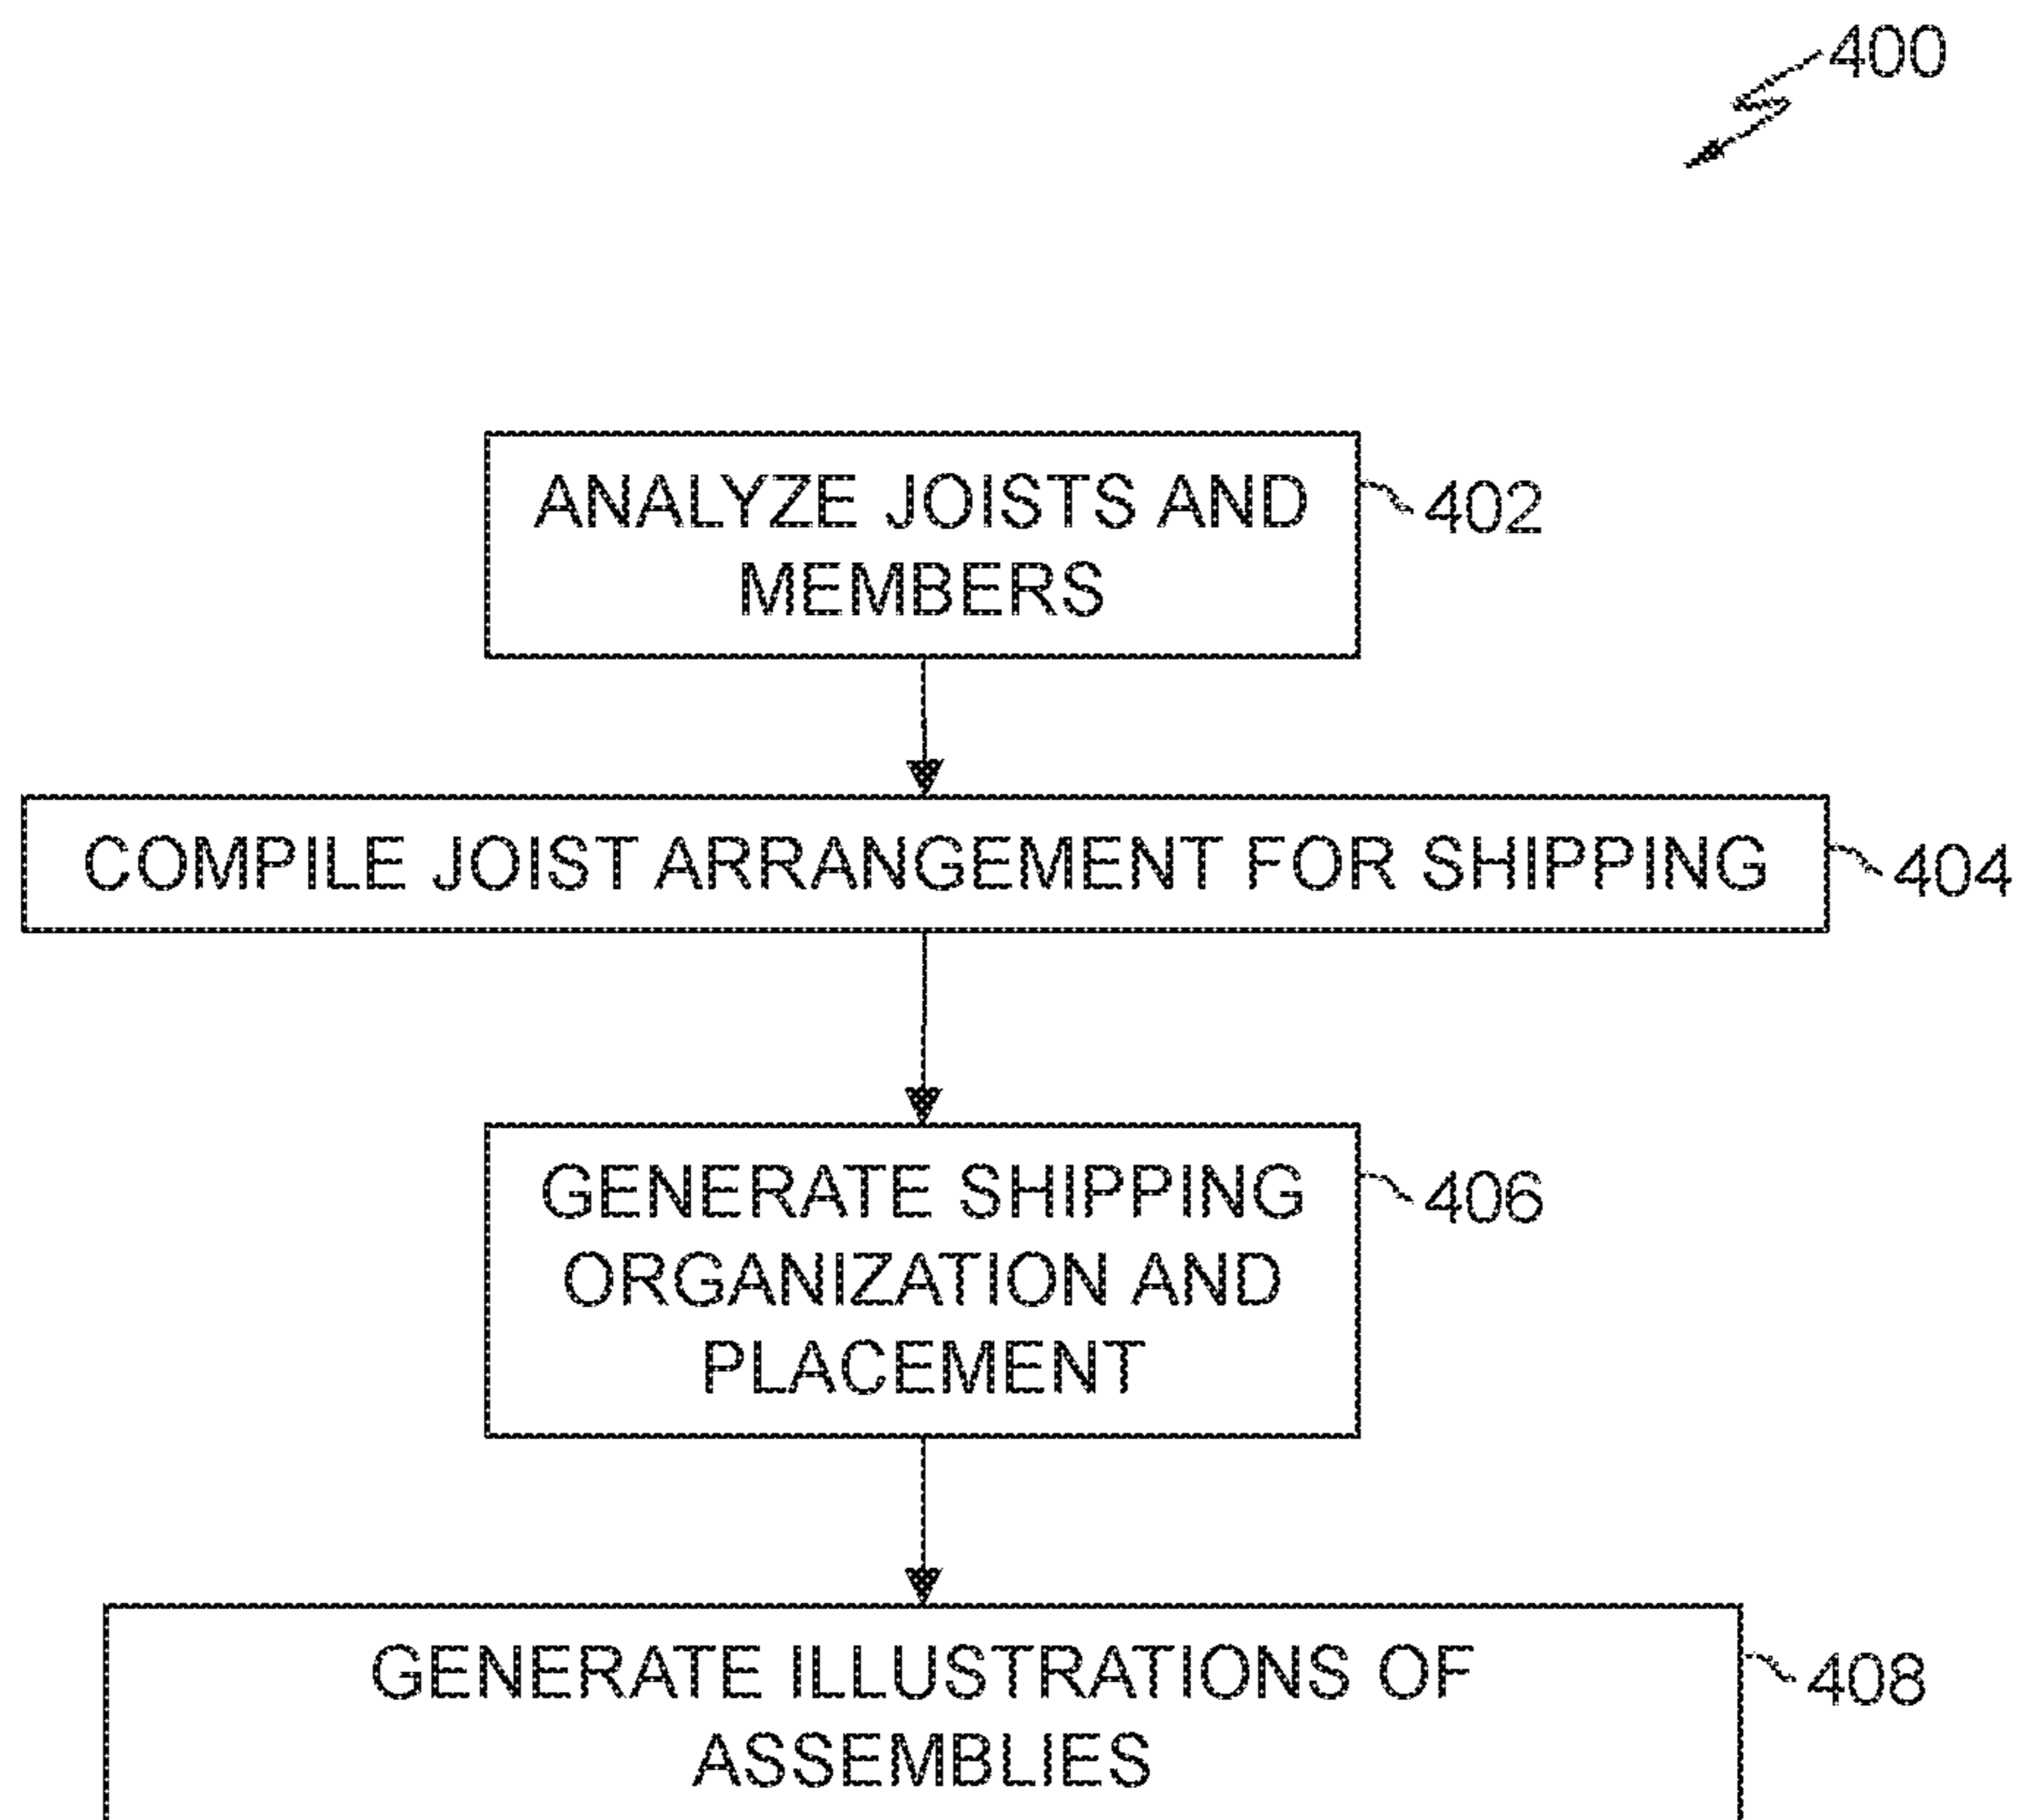 400
ANALYZE JOISTS AND
MEMBERS
402
COMPILE JOIST ARRANGEMENT FOR SHIPPING
404
GENERATE SHIPPING
ORGANIZATION AND
PLACEMENT
406
GENERATE ILLUSTRATIONS OF
ASSEMBLIES
408